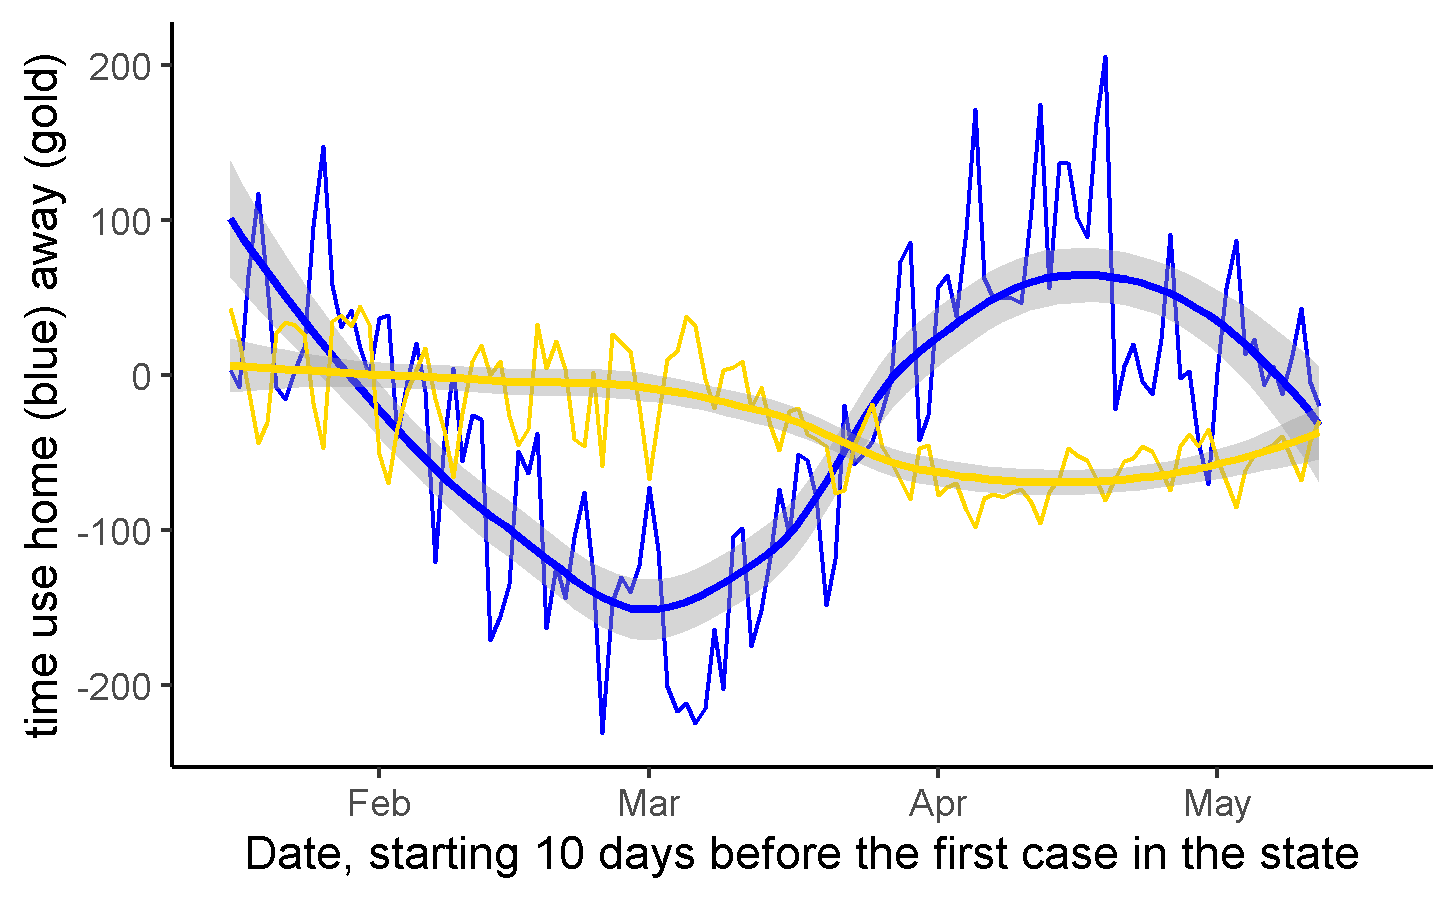 time use home (blue) away (gold)
200
100
0
-100
-200
Feb Mar Apr May
Date, starting 10 days before the first case in the state